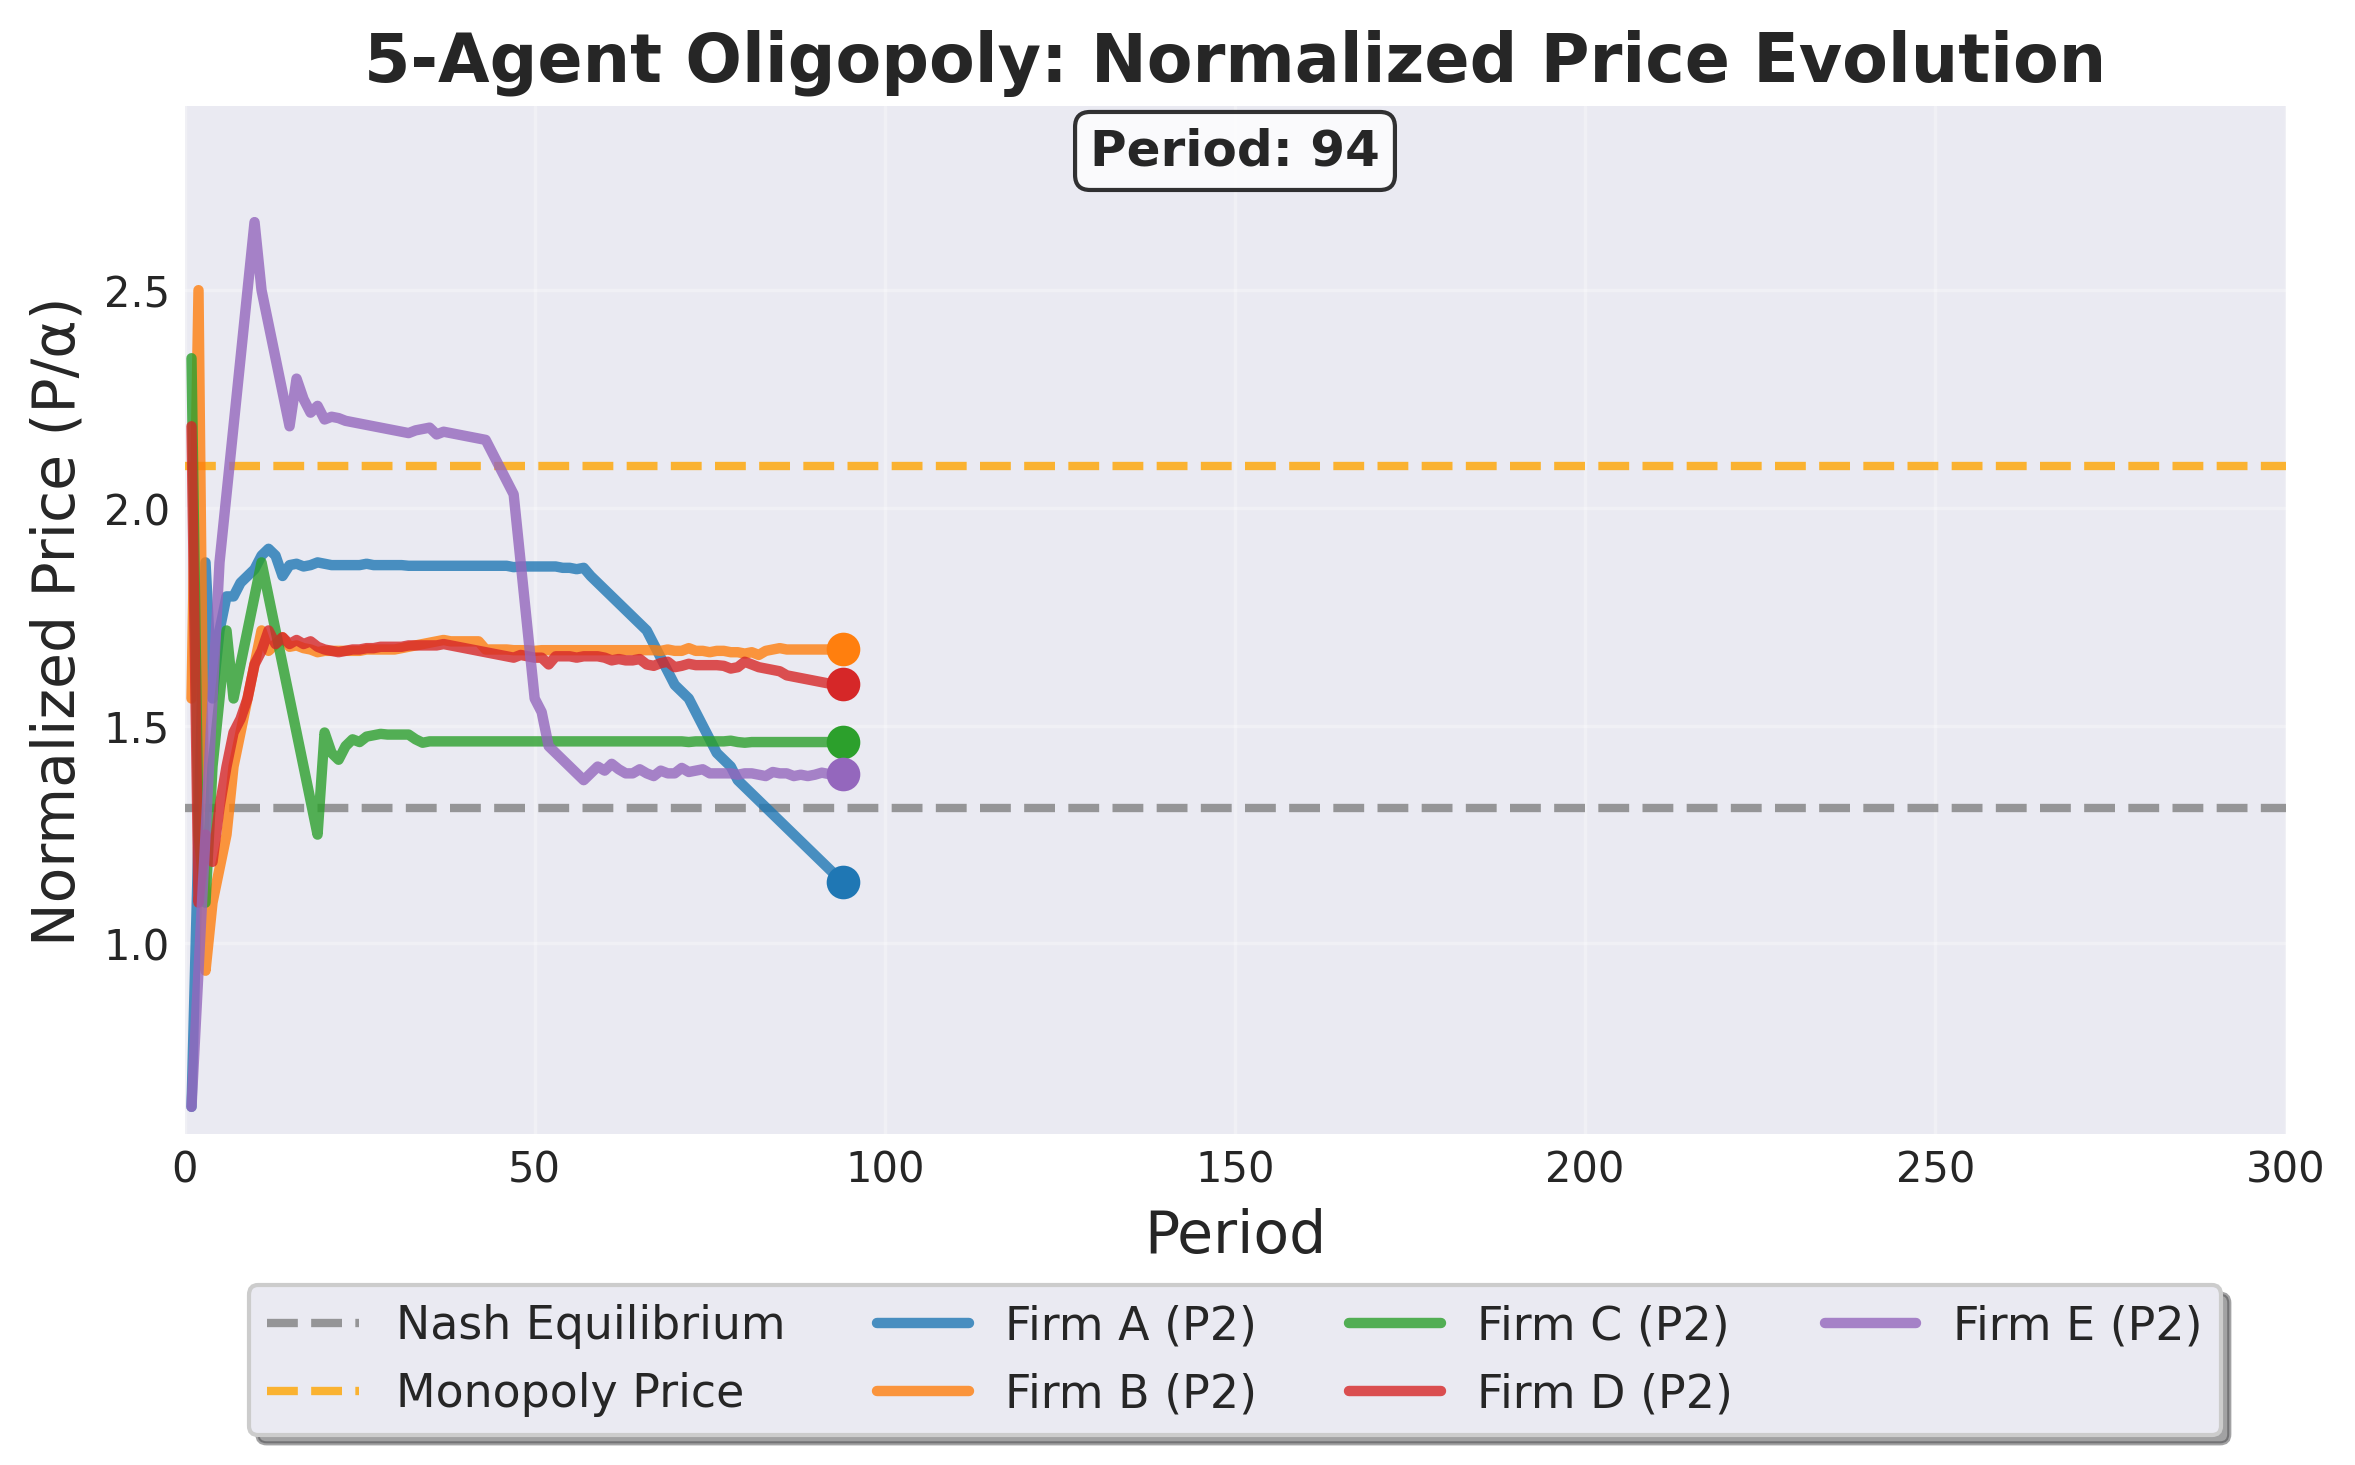 5-Agent Oligopoly: Normalized Price Evolution
Period: 94
Normalized Price (P/α)
2.5
2.0
1.5
1.0
0
50
100
150
200
250
300
Period
Nash Equilibrium
Monopoly Price
Firm A (P2)
Firm B (P2)
Firm C (P2)
Firm D (P2)
Firm E (P2)